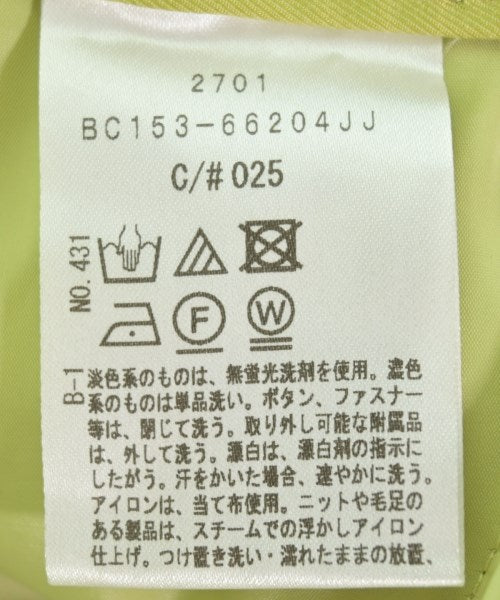 2701
BC153-66204JJ
C/# 025
NO. 431
F
W
B-1
淡色系のものは、無蛍光洗剤を使用。濃色
系のものは単品洗い。ボタン、ファスナー
等は、閉じて洗う。取り外し可能な附属品
は、外して洗う。漂白は、漂白剤の指示に
したがう。汗をかいた場合、速やかに洗う。
アイロンは、当て布使用。ニットや毛足の
ある製品は、スチームでの浮かしアイロン
仕上げ。つけ置き洗い・濡れたままの放置、